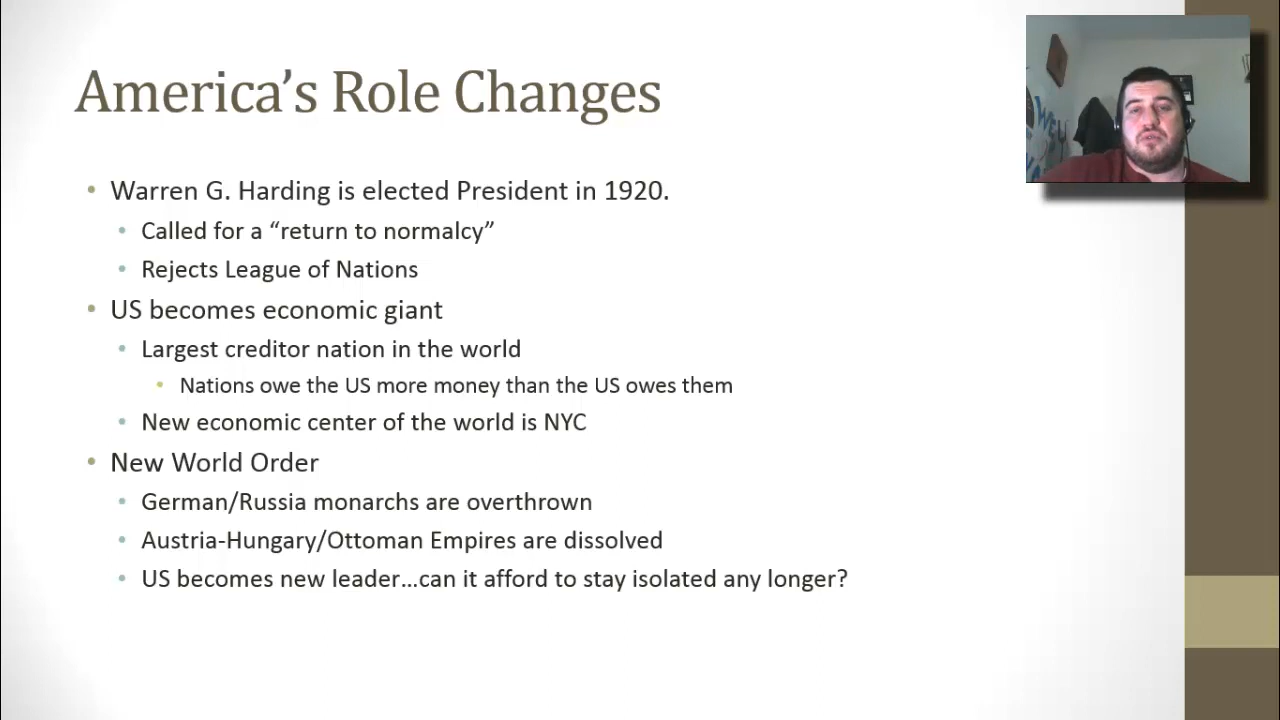 America's Role Changes
• Warren G. Harding is elected President in 1920.
• Called for a “return to normalcy”
• Rejects League of Nations
• US becomes economic giant
• Largest creditor nation in the world
• Nations owe the US more money than the US owes them
• New economic center of the world is NYC
• New World Order
• German/Russia monarchs are overthrown
• Austria-Hungary/Ottoman Empires are dissolved
• US becomes new leader…can it afford to stay isolated any longer?